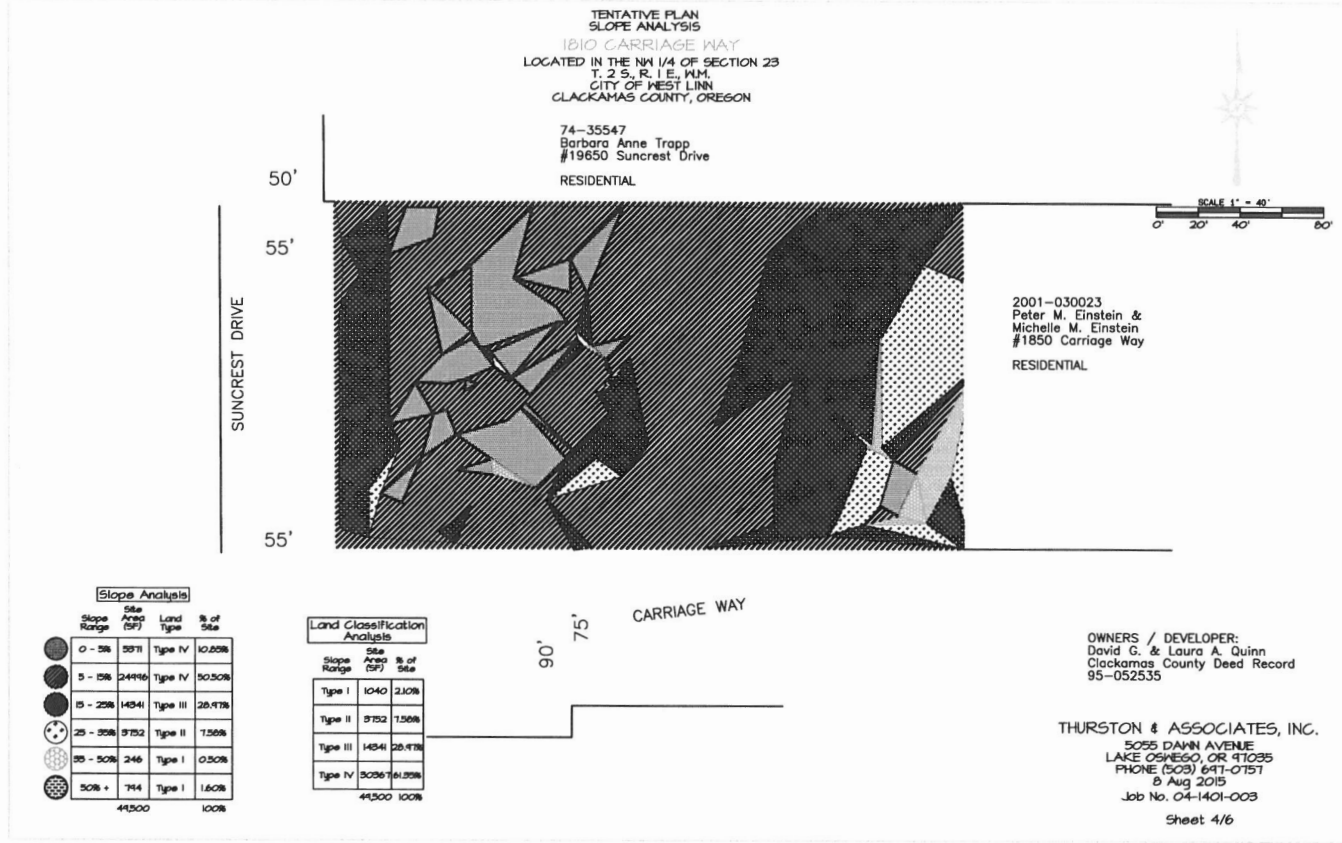 TENTATIVE PLAN
SLOPE ANALYSIS
1810 CARRIAGE WAY
LOCATED IN THE NW 1/4 OF SECTION 23
T. 2 S., R. 1 E., W.M.
CITY OF WEST LINN
CLACKAMAS COUNTY, OREGON
74-35547
Barbara Anne Trapp
#19650 Suncrest Drive
RESIDENTIAL
50'
55'
SCALE 1" = 40'
0' 20' 40' 80'
SUNCREST DRIVE
2001-030023
Peter M. Einstein &
Michelle M. Einstein
#1850 Carriage Way
RESIDENTIAL
55'
CARRIAGE WAY
90'
75'
Slope Analysis
Slope Range Site Area (SF) Land Type % of Site
0 - 5% 5371 Type IV 10.85%
5 - 15% 24996 Type IV 50.50%
15 - 25% 14341 Type III 28.97%
25 - 35% 3752 Type II 7.58%
35 - 50% 246 Type I 0.50%
50% + 794 Type I 1.60%
49,500 100%
Land Classification
Analysis
Slope Range Site Area (SF) % of Site
Type I 1040 2.10%
Type II 3752 7.58%
Type III 14341 28.97%
Type IV 30367 61.35%
49,500 100%
OWNERS / DEVELOPER:
David G. & Laura A. Quinn
Clackamas County Deed Record
95-052535
THURSTON & ASSOCIATES, INC.
5055 DAWN AVENUE
LAKE OSWEGO, OR 97035
PHONE (503) 697-0757
8 Aug 2015
Job No. 04-1401-003
Sheet 4/6